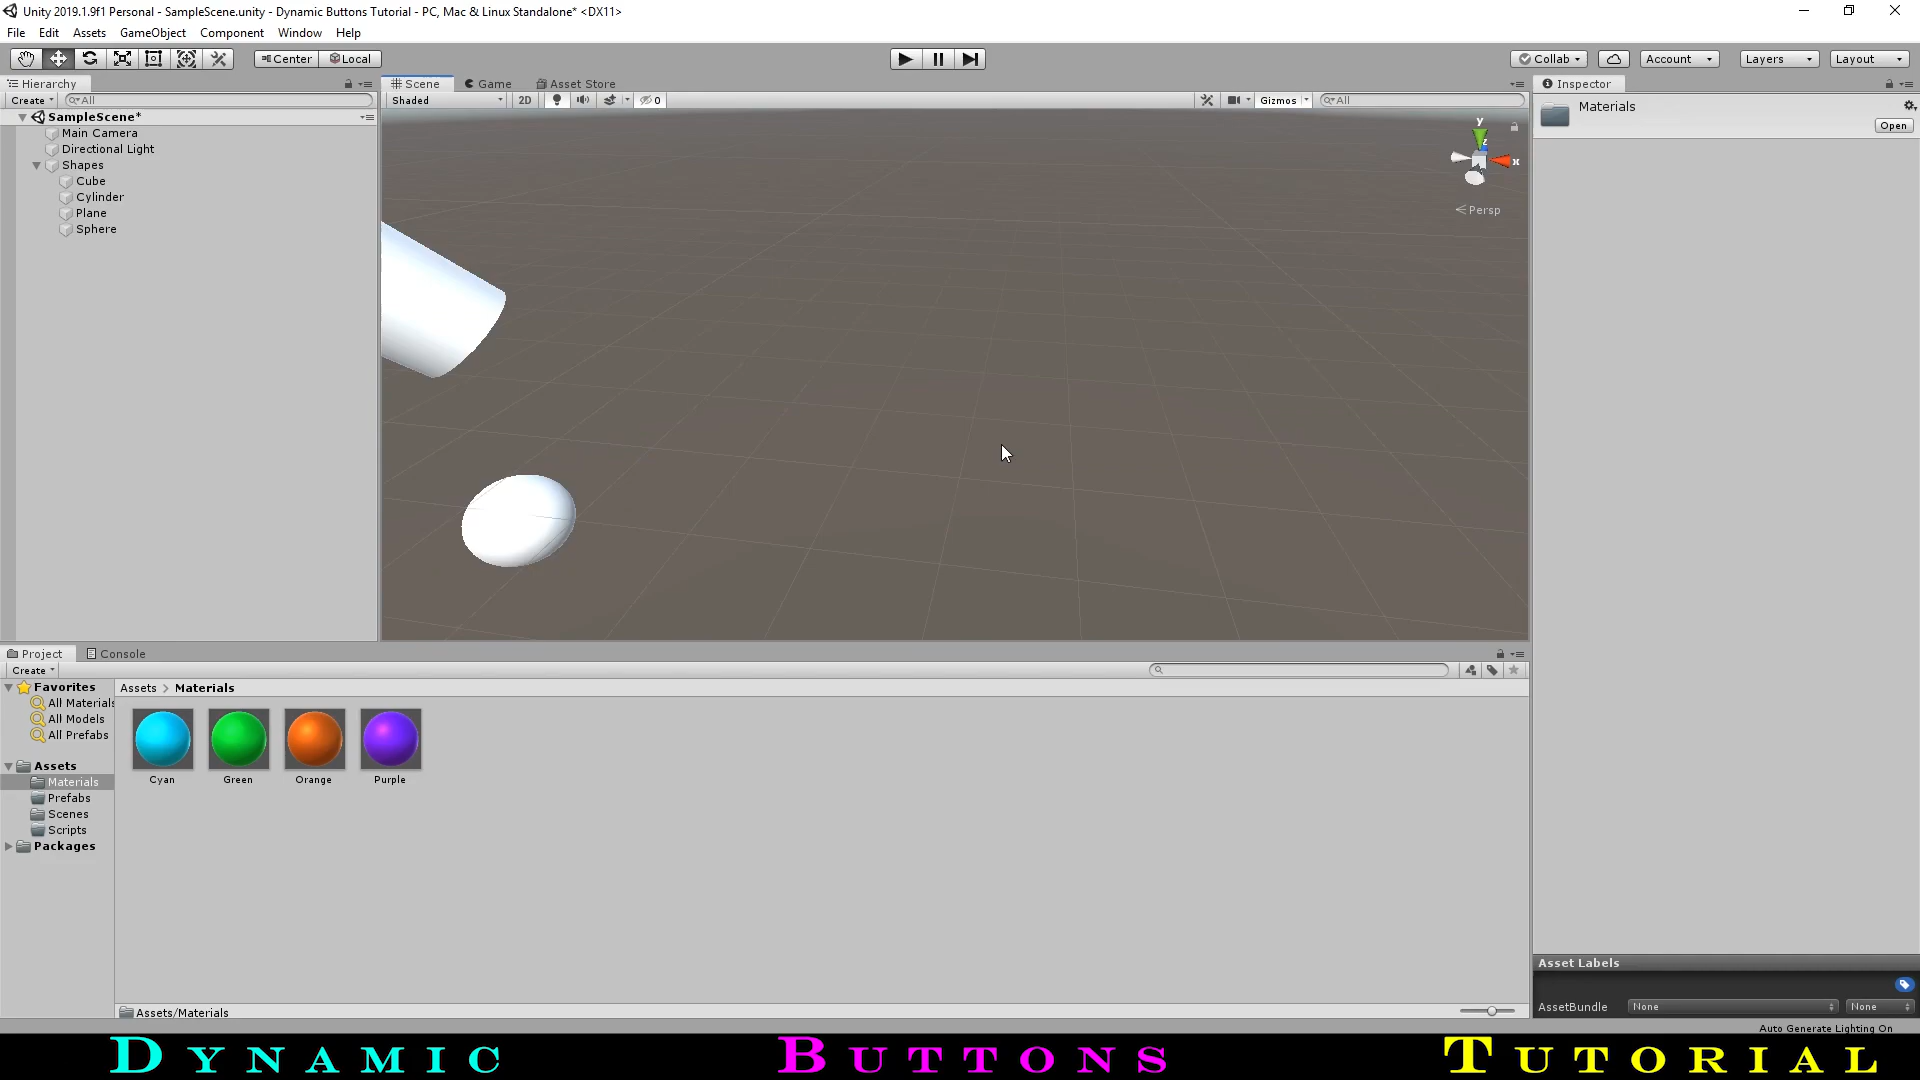 Unity 2019.1.9f1 Personal - SampleScene.unity - Dynamic Buttons Tutorial - PC, Mac & Linux Standalone* <DX11>
File Edit Assets GameObject Component Window Help
Center Local Collab Account Layers Layout
Hierarchy
Create All
SampleScene*
Main Camera
Directional Light
Shapes
Cube
Cylinder
Plane
Sphere
Scene Game Asset Store
Shaded 2D 0 Gizmos All
y
z
x
Persp
Inspector
Materials
Open
Project Console
Create
Favorites
All Materials
All Models
All Prefabs
Assets
Materials
Prefabs
Scenes
Scripts
Packages
Assets > Materials
Cyan Green Orange Purple
Assets/Materials
Asset Labels
AssetBundle None None
Auto Generate Lighting On
DYNAMIC BUTTONS TUTORIAL